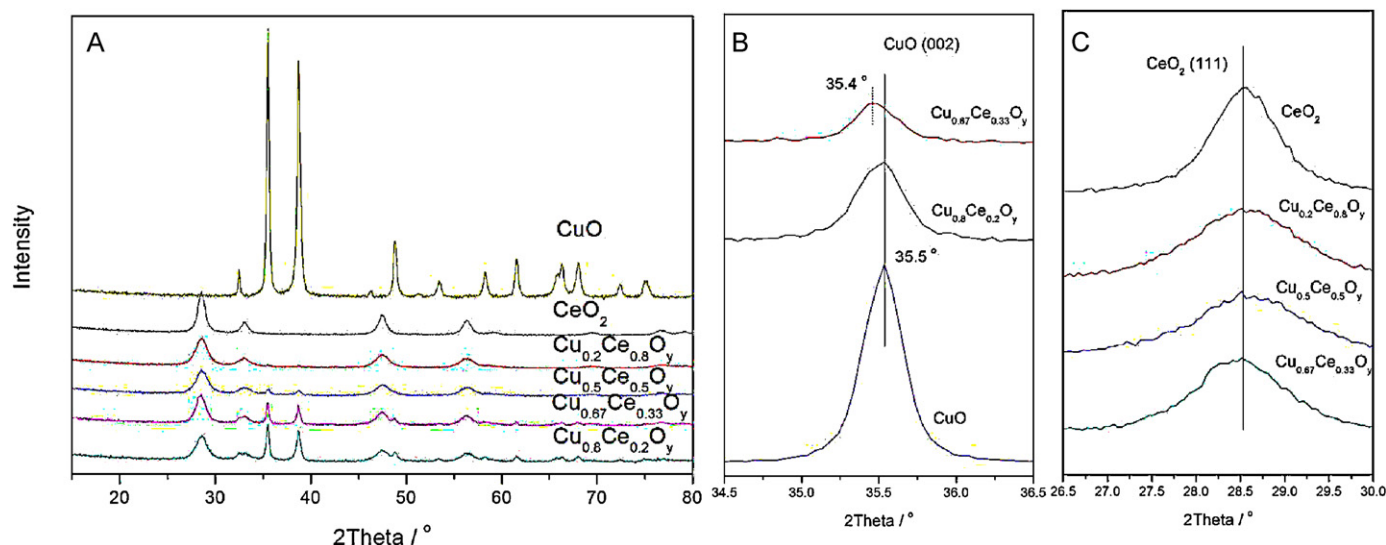 A
CuO
CeO₂
Cu₀.₂Ce₀.₈Oy
Cu₀.₅Ce₀.₅Oy
Cu₀.₆₇Ce₀.₃₃Oy
Cu₀.₈Ce₀.₂Oy
Intensity
20 30 40 50 60 70 80
2Theta / °
B
CuO (002)
35.4 °
Cu₀.₆₇Ce₀.₃₃Oy
Cu₀.₈Ce₀.₂Oy
35.5 °
CuO
34.5 35.0 35.5 36.0 36.5
2Theta / °
C
CeO₂ (111)
CeO₂
Cu₀.₂Ce₀.₈Oy
Cu₀.₅Ce₀.₅Oy
Cu₀.₆₇Ce₀.₃₃Oy
26.5 27.0 27.5 28.0 28.5 29.0 29.5 30.0
2Theta / °